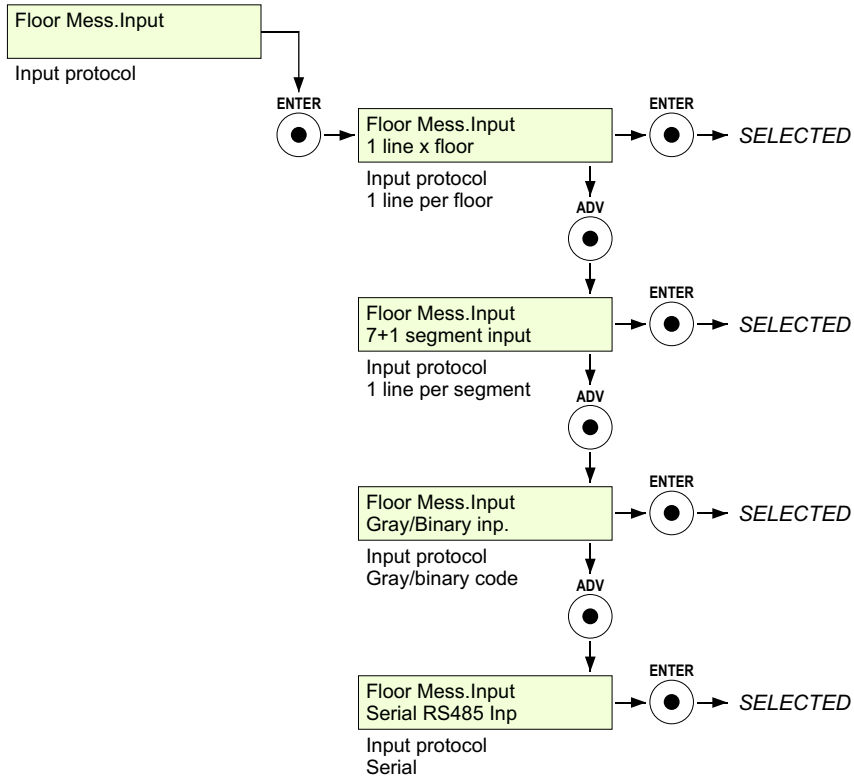 Floor Mess.Input
Input protocol
ENTER
Floor Mess.Input
1 line x floor
ENTER
SELECTED
Input protocol
1 line per floor
ADV
Floor Mess.Input
7+1 segment input
ENTER
SELECTED
Input protocol
1 line per segment
ADV
Floor Mess.Input
Gray/Binary inp.
ENTER
SELECTED
Input protocol
Gray/binary code
ADV
Floor Mess.Input
Serial RS485 Inp
ENTER
SELECTED
Input protocol
Serial